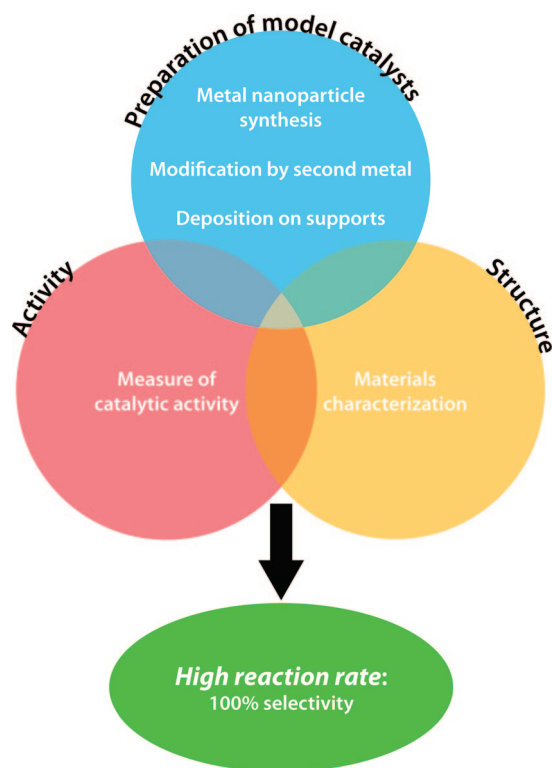 Preparation of model catalysts
Metal nanoparticle
synthesis
Modification by second metal
Deposition on supports
Activity
Structure
Measure of
catalytic activity
Materials
characterization
High reaction rate:
100% selectivity